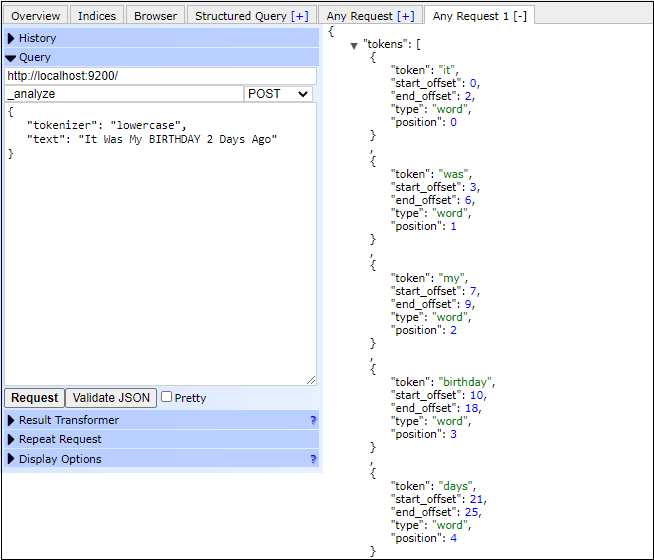 Overview Indices Browser Structured Query [+] Any Request [+] Any Request 1 [-]
History
Query
http://localhost:9200/
_analyze POST
{
"tokenizer": "lowercase",
"text": "It Was My BIRTHDAY 2 Days Ago"
}
Request Validate JSON Pretty
Result Transformer ?
Repeat Request
Display Options ?
{
"tokens": [
{
"token": "it",
"start_offset": 0,
"end_offset": 2,
"type": "word",
"position": 0
}
,
{
"token": "was",
"start_offset": 3,
"end_offset": 6,
"type": "word",
"position": 1
}
,
{
"token": "my",
"start_offset": 7,
"end_offset": 9,
"type": "word",
"position": 2
}
,
{
"token": "birthday",
"start_offset": 10,
"end_offset": 18,
"type": "word",
"position": 3
}
,
{
"token": "days",
"start_offset": 21,
"end_offset": 25,
"type": "word",
"position": 4
}